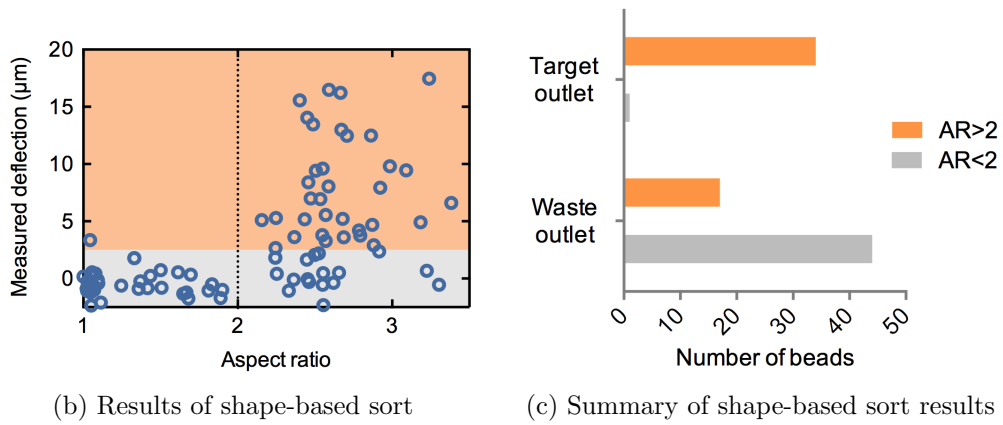 20
15
10
5
0
Measured deflection (µm)
1
2
3
Aspect ratio
(b) Results of shape-based sort
Target
outlet
Waste
outlet
AR>2
AR<2
0
10
20
30
40
50
Number of beads
(c) Summary of shape-based sort results